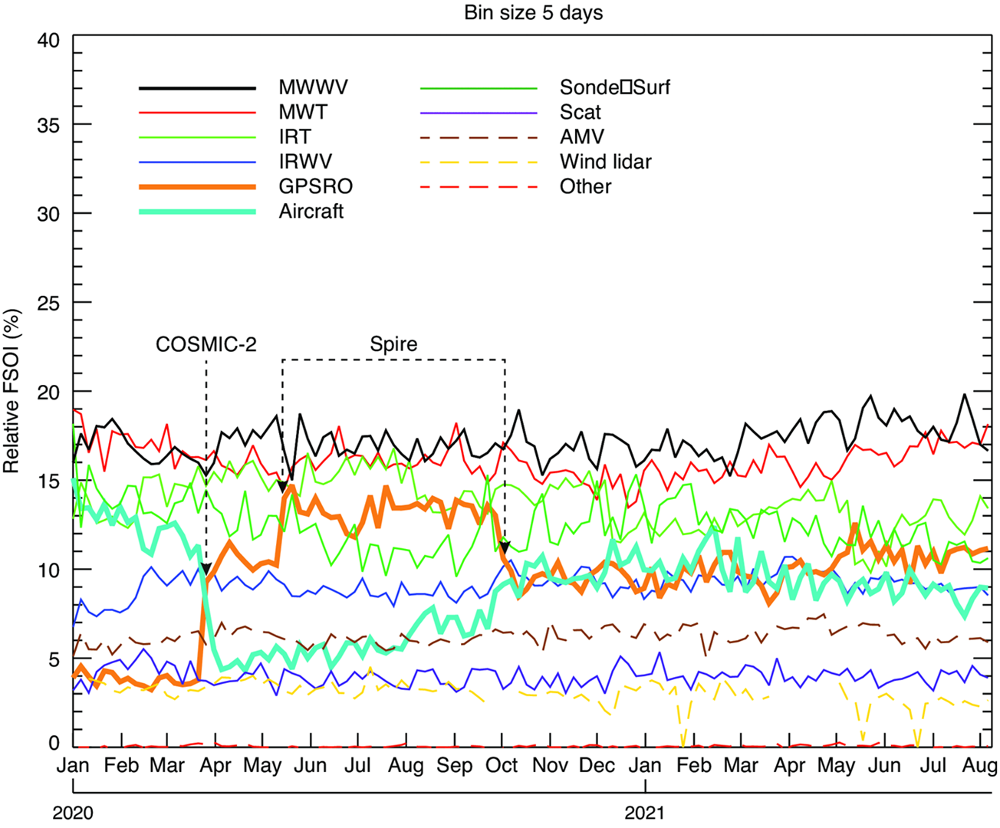 Bin size 5 days
40
35
30
25
20
15
10
5
0
Relative FSOI (%)
MWWV
MWT
IRT
IRWV
GPSRO
Aircraft
Sonde□Surf
Scat
AMV
Wind lidar
Other
COSMIC-2
Spire
Jan Feb Mar Apr May Jun Jul Aug Sep Oct Nov Dec Jan Feb Mar Apr May Jun Jul Aug
2020 2021